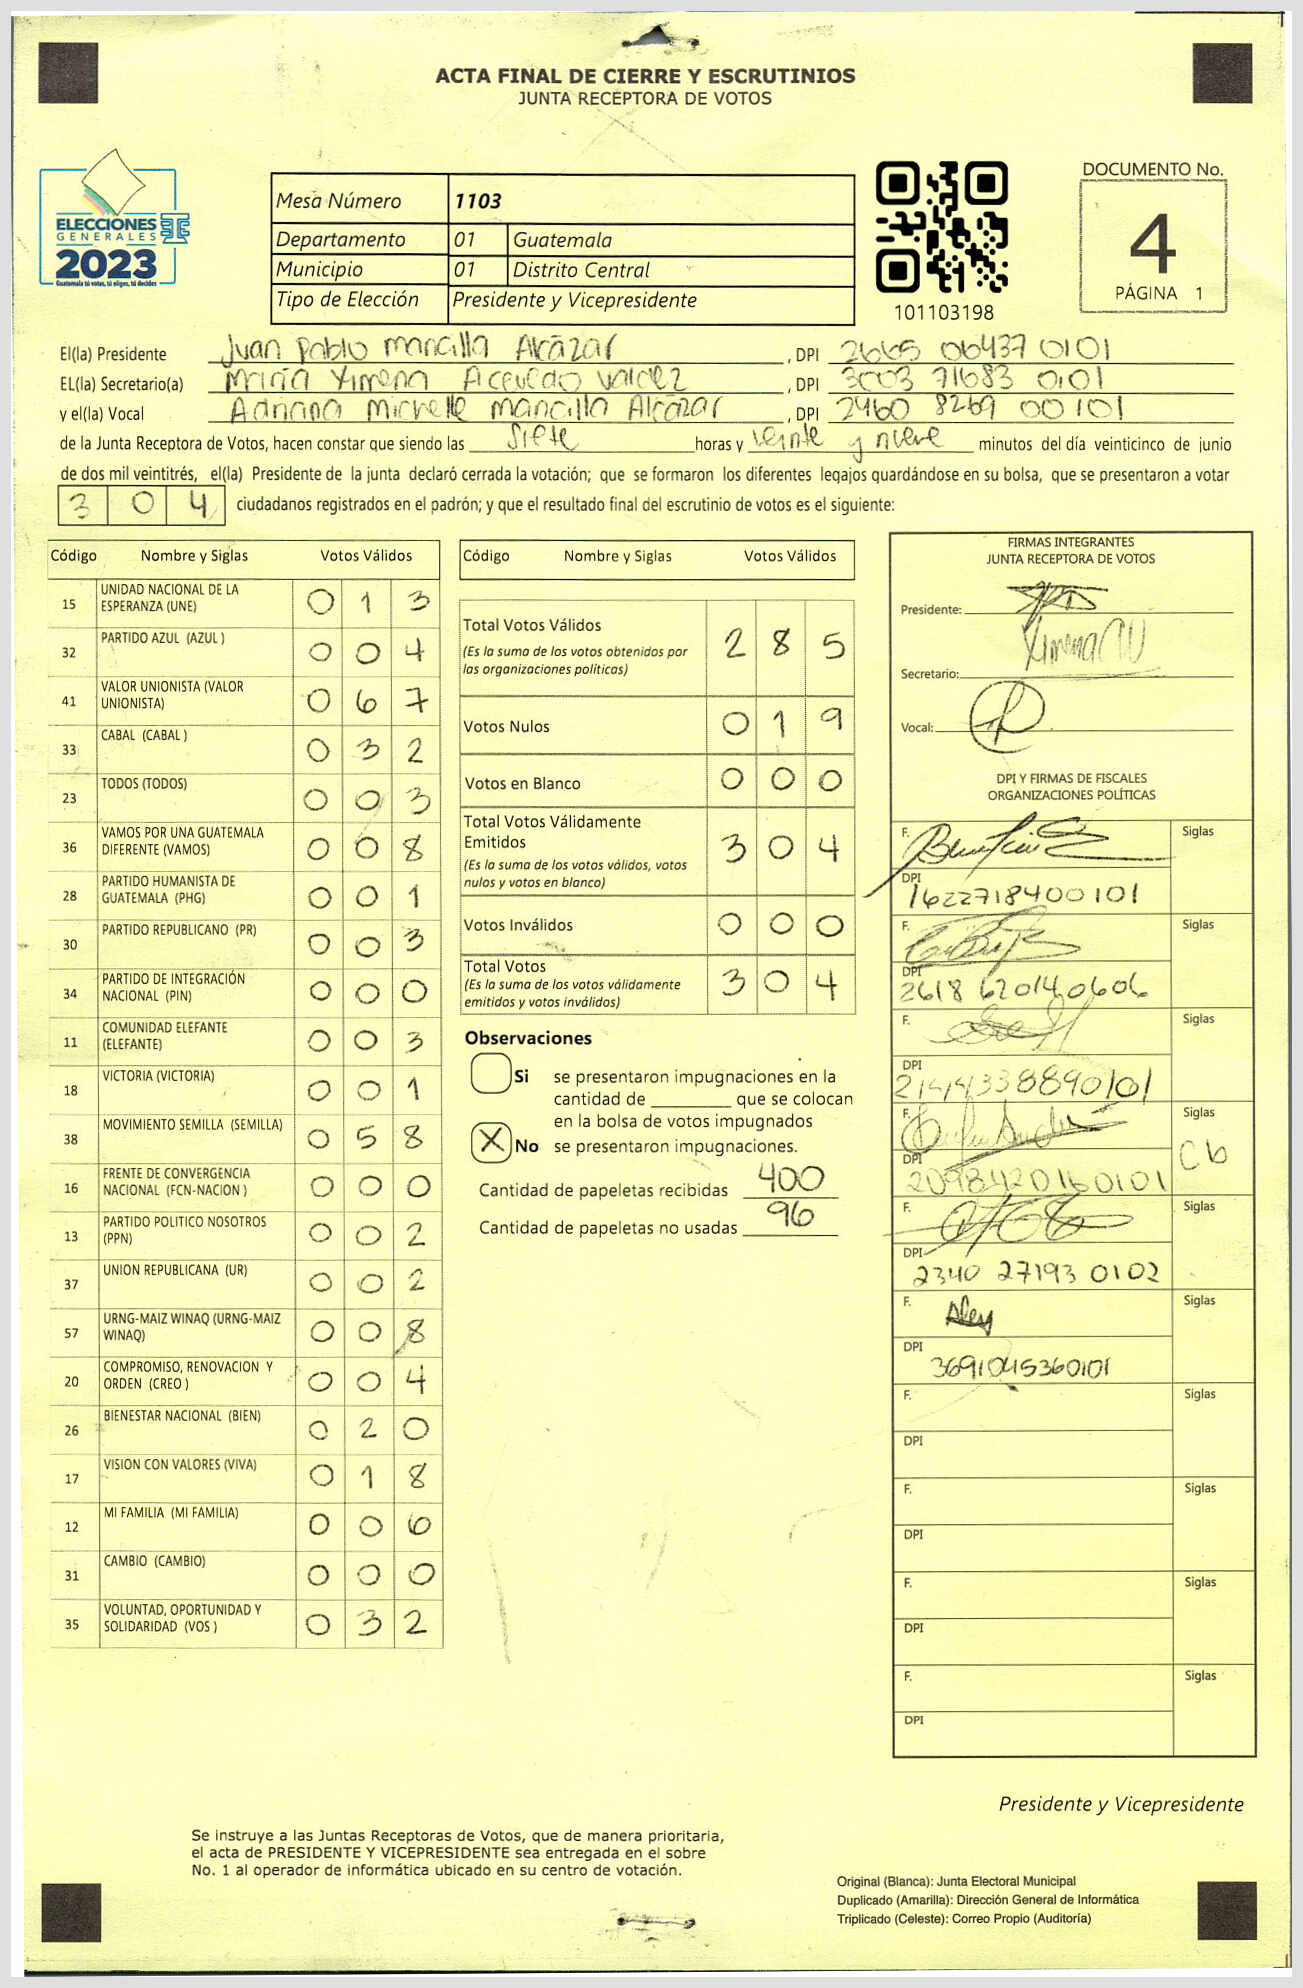 ACTA FINAL DE CIERRE Y ESCRUTINIOS
JUNTA RECEPTORA DE VOTOS
ELECCIONES
GENERALES
2023
Guatemala tú votas, tú eliges, tú decides
Mesa Número 1103
Departamento 01 Guatemala
Municipio 01 Distrito Central
Tipo de Elección Presidente y Vicepresidente
101103198
DOCUMENTO No.
4
PÁGINA 1
El(la) Presidente Juan Pablo Mancilla Alcázar , DPI 2665 06437 0101
EL(la) Secretario(a) María Ximena Acevedo Valdez , DPI 3003 71683 0101
y el(la) Vocal Adriana Michelle Mancilla Alcázar , DPI 2460 8269 00101
de la Junta Receptora de Votos, hacen constar que siendo las siete horas y veinte y nueve minutos del día veinticinco de junio
de dos mil veintitrés, el(la) Presidente de la junta declaró cerrada la votación; que se formaron los diferentes legajos guardándose en su bolsa, que se presentaron a votar
3 0 4 ciudadanos registrados en el padrón; y que el resultado final del escrutinio de votos es el siguiente:
Código Nombre y Siglas Votos Válidos
15 UNIDAD NACIONAL DE LA
ESPERANZA (UNE) 0 1 3
32 PARTIDO AZUL (AZUL ) 0 0 4
41 VALOR UNIONISTA (VALOR
UNIONISTA) 0 6 7
33 CABAL (CABAL ) 0 3 2
23 TODOS (TODOS) 0 0 3
36 VAMOS POR UNA GUATEMALA
DIFERENTE (VAMOS) 0 0 8
28 PARTIDO HUMANISTA DE
GUATEMALA (PHG) 0 0 1
30 PARTIDO REPUBLICANO (PR) 0 0 3
34 PARTIDO DE INTEGRACIÓN
NACIONAL (PIN) 0 0 0
11 COMUNIDAD ELEFANTE
(ELEFANTE) 0 0 3
18 VICTORIA (VICTORIA) 0 0 1
38 MOVIMIENTO SEMILLA (SEMILLA) 0 5 8
16 FRENTE DE CONVERGENCIA
NACIONAL (FCN-NACION ) 0 0 0
13 PARTIDO POLITICO NOSOTROS
(PPN) 0 0 2
37 UNION REPUBLICANA (UR) 0 0 2
57 URNG-MAIZ WINAQ (URNG-MAIZ
WINAQ) 0 0 8
20 COMPROMISO, RENOVACION Y
ORDEN (CREO ) 0 0 4
26 BIENESTAR NACIONAL (BIEN) 0 2 0
17 VISION CON VALORES (VIVA) 0 1 8
12 MI FAMILIA (MI FAMILIA) 0 0 6
31 CAMBIO (CAMBIO) 0 0 0
35 VOLUNTAD, OPORTUNIDAD Y
SOLIDARIDAD (VOS ) 0 3 2
Código Nombre y Siglas Votos Válidos
Total Votos Válidos 2 8 5
(Es la suma de los votos obtenidos por
las organizaciones políticas)
Votos Nulos 0 1 9
Votos en Blanco 0 0 0
Total Votos Válidamente
Emitidos 3 0 4
(Es la suma de los votos válidos, votos
nulos y votos en blanco)
Votos Inválidos 0 0 0
Total Votos 3 0 4
(Es la suma de los votos válidamente
emitidos y votos inválidos)
Observaciones
Si se presentaron impugnaciones en la
cantidad de ________ que se colocan
en la bolsa de votos impugnados
X No se presentaron impugnaciones.
Cantidad de papeletas recibidas 400
Cantidad de papeletas no usadas 96
FIRMAS INTEGRANTES
JUNTA RECEPTORA DE VOTOS
Presidente:
Secretario: Ximena
Vocal:
DPI Y FIRMAS DE FISCALES
ORGANIZACIONES POLÍTICAS
F. Siglas
DPI 1622718400101
F. Siglas
DPI 2618 62014 0606
F. Siglas
DPI 2144338890101
F. Siglas
Cb
DPI 2098420160101
F. Siglas
DPI 2340 27193 0102
F. Aley Siglas
DPI 3691045360101
F. Siglas
DPI
F. Siglas
DPI
F. Siglas
DPI
F. Siglas
DPI
Presidente y Vicepresidente
Se instruye a las Juntas Receptoras de Votos, que de manera prioritaria,
el acta de PRESIDENTE Y VICEPRESIDENTE sea entregada en el sobre
No. 1 al operador de informática ubicado en su centro de votación.
Original (Blanca): Junta Electoral Municipal
Duplicado (Amarilla): Dirección General de Informática
Triplicado (Celeste): Correo Propio (Auditoría)